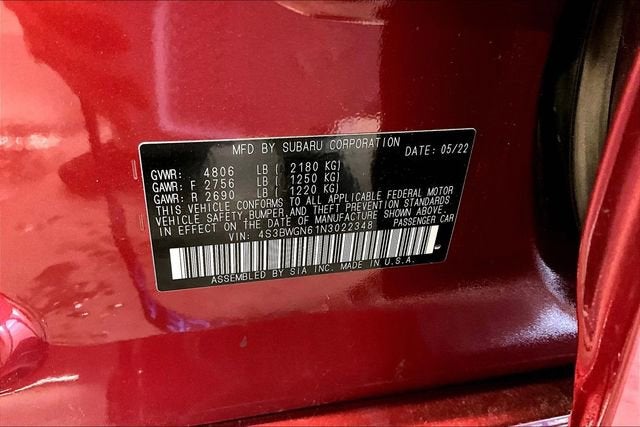 MFD BY SUBARU CORPORATION DATE: 05/22
GVWR: 4806 LB ( 2180 KG)
GAWR: F 2756 LB ( 1250 KG)
GAWR: R 2690 LB ( 1220 KG)
THIS VEHICLE CONFORMS TO ALL APPLICABLE FEDERAL MOTOR
VEHICLE SAFETY, BUMPER, AND THEFT PREVENTION STANDARDS
IN EFFECT ON THE DATE OF MANUFACTURE SHOWN ABOVE.
VIN: 4S3BWGN61N3022348 PASSENGER CAR
ASSEMBLED BY SIA INC. MADE IN U.S.A.